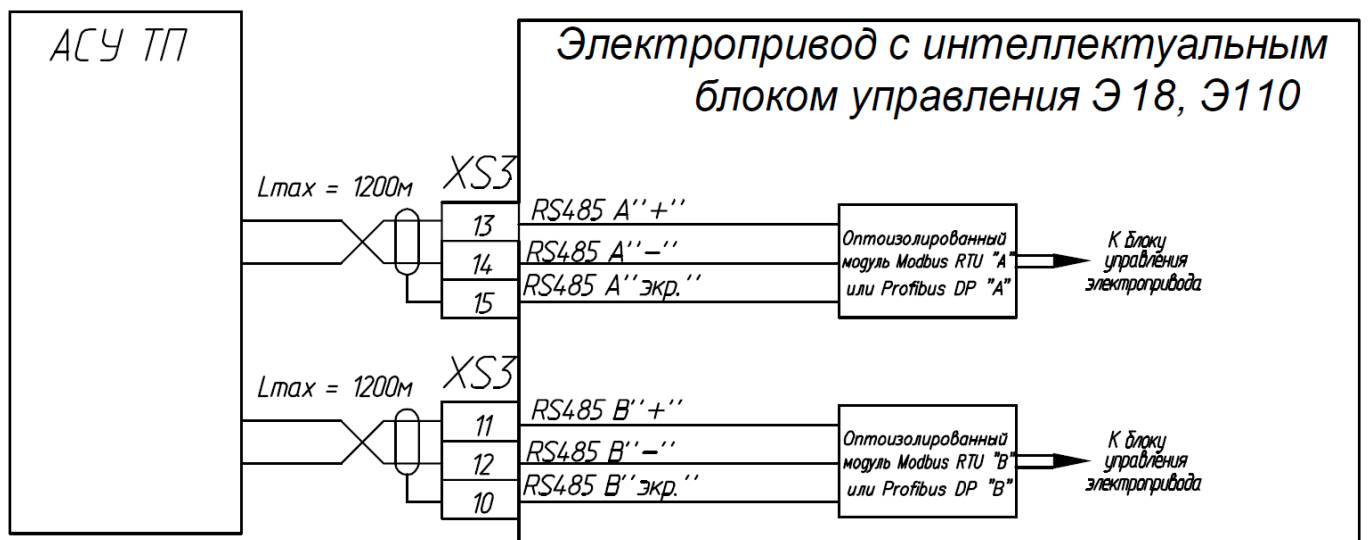 АСУ ТП
Электропривод с интеллектуальным
блоком управления Э 18, Э110
Lmax = 1200м
XS3
13
RS485 A''+''
14
RS485 A''−''
15
RS485 A''экр.''
Оптоизолированный
модуль Modbus RTU "A"
или Profibus DP "A"
К блоку
управления
электропривода
Lmax = 1200м
XS3
11
RS485 B''+''
12
RS485 B''−''
10
RS485 B''экр.''
Оптоизолированный
модуль Modbus RTU "B"
или Profibus DP "B"
К блоку
управления
электропривода